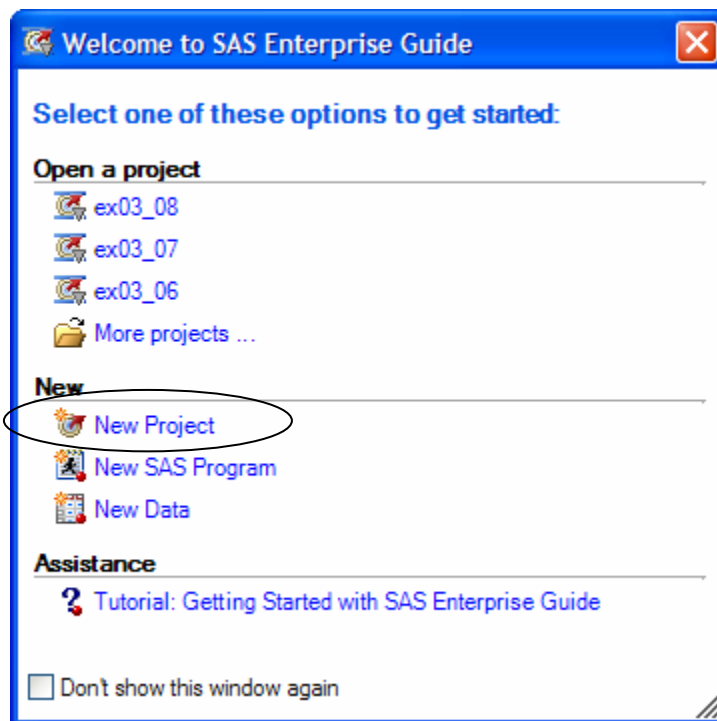 Welcome to SAS Enterprise Guide
Select one of these options to get started:
Open a project
ex03_08
ex03_07
ex03_06
More projects ...
New
New Project
New SAS Program
New Data
Assistance
Tutorial: Getting Started with SAS Enterprise Guide
Don't show this window again